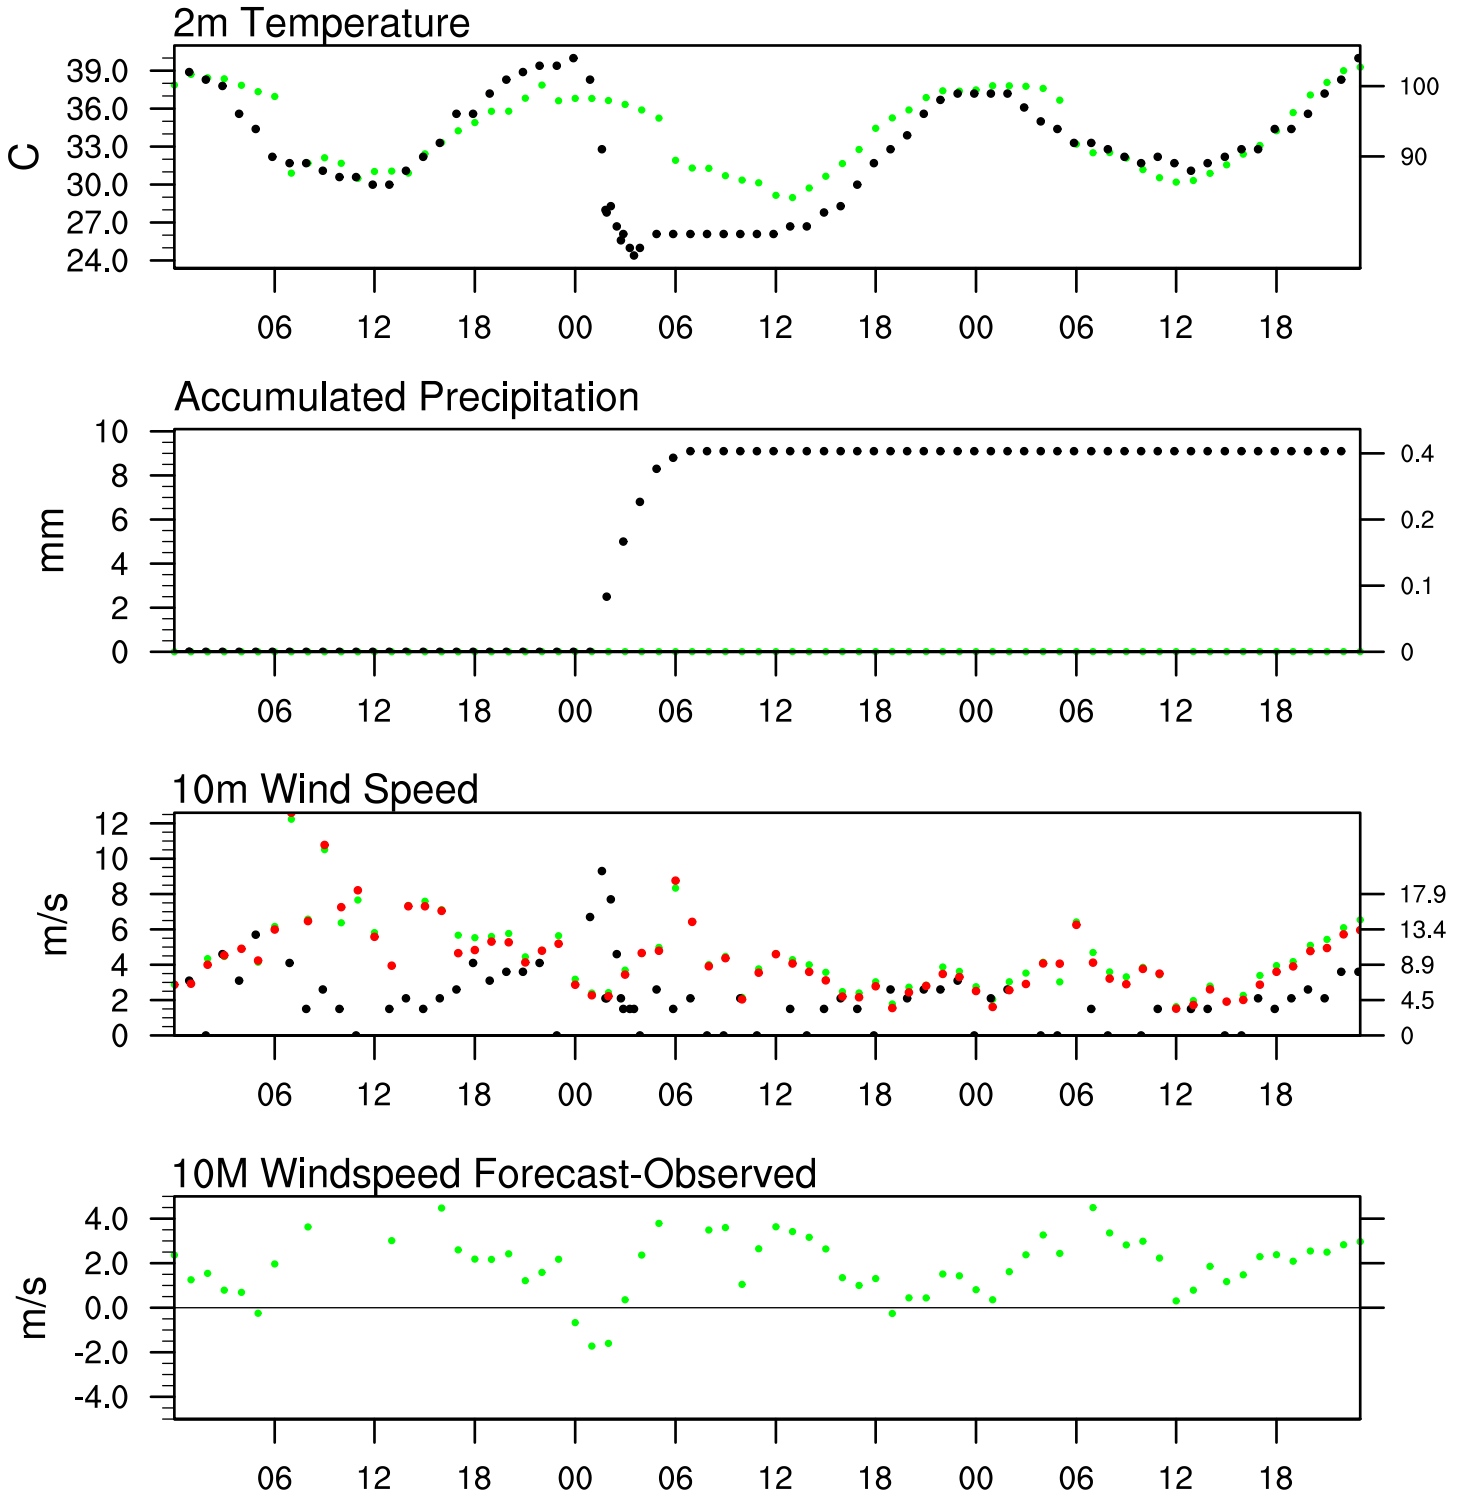 2m Temperature
39.0
36.0
33.0
30.0
27.0
24.0
C
100
90
06 12 18 00 06 12 18 00 06 12 18
Accumulated Precipitation
10
8
6
4
2
0
mm
0.4
0.2
0.1
0
06 12 18 00 06 12 18 00 06 12 18
10m Wind Speed
12
10
8
6
4
2
0
m/s
17.9
13.4
8.9
4.5
0
06 12 18 00 06 12 18 00 06 12 18
10M Windspeed Forecast-Observed
4.0
2.0
0.0
-2.0
-4.0
m/s
06 12 18 00 06 12 18 00 06 12 18